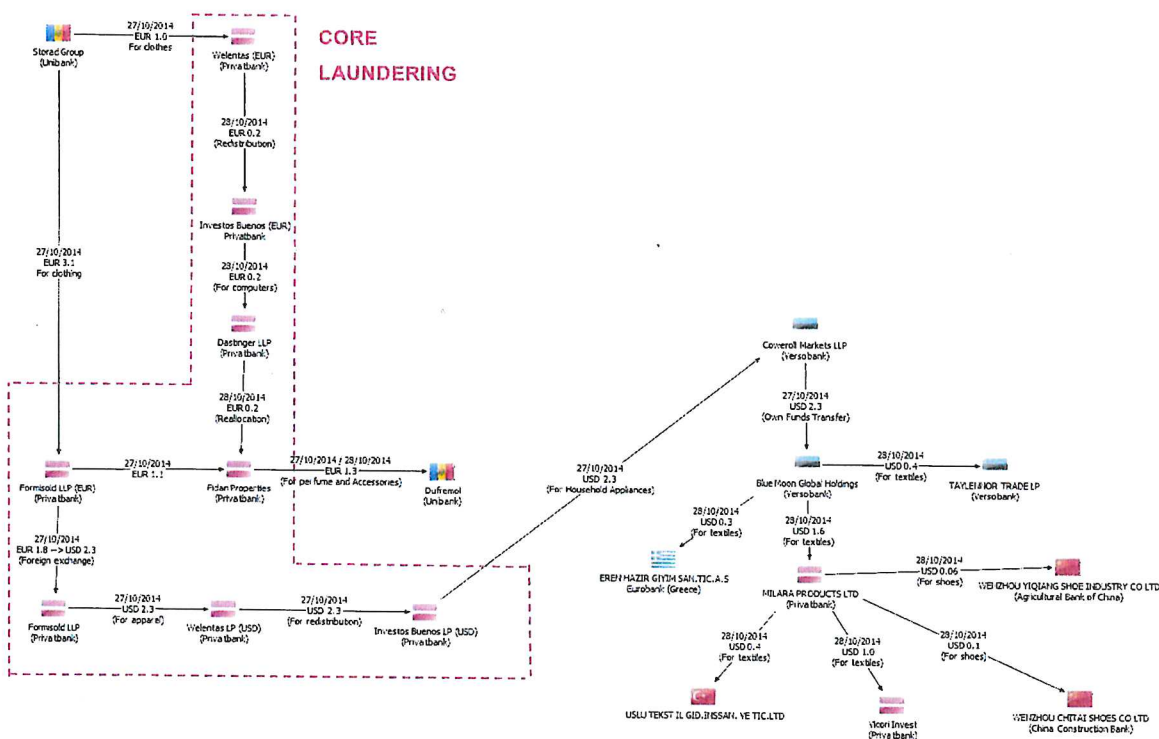 27/10/2014
EUR 1.0
For clothes
Storad Group
(Unibank)
Welentas (EUR)
(Privatbank)
CORE
LAUNDERING
28/10/2014
EUR 0.2
(Redistribution)
Investos Buenos (EUR)
Privatbank
27/10/2014
EUR 3.1
For clothing
28/10/2014
EUR 0.2
(For computers)
Dastinger LLP
(Privatbank)
Coweroll Markets LLP
(Versobank)
28/10/2014
EUR 0.2
(Reallocation)
27/10/2014
USD 2.3
(Own Funds Transfer)
27/10/2014
EUR 1.1
27/10/2014 / 28/10/2014
EUR 1.3
(For perfume and Accessories)
27/10/2014
USD 2.3
(For Household Appliances)
28/10/2014
USD 0.4
(For textiles)
Formisold LLP (EUR)
(Privatbank)
Fidan Properties
(Privatbank)
Dufremol
(Unibank)
Blue Moon Global Holdings
(Versobank)
TAYLENHOR TRADE LP
(Versobank)
28/10/2014
USD 0.3
(For textiles)
28/10/2014
USD 1.6
(For textiles)
27/10/2014
EUR 1.8 --> USD 2.3
(Foreign exchange)
EREN HAZIR GIYIM SAN.TIC.A.S
Eurobank (Greece)
28/10/2014
USD 0.06
(For shoes)
MILARA PRODUCTS LTD
(Privatbank)
WENZHOU YIQIANG SHOE INDUSTRY CO LTD
(Agricultural Bank of China)
27/10/2014
USD 2.3
(For apparel)
27/10/2014
USD 2.3
(For redistribution)
Formisold LLP
(Privatbank)
Welentas LP (USD)
(Privatbank)
Investos Buenos LP (USD)
(Privatbank)
28/10/2014
USD 0.4
(For textiles)
28/10/2014
USD 1.0
(For textiles)
28/10/2014
USD 0.1
(For shoes)
USLU TEKSTIL GID.INSSAN. VE TIC.LTD
Yicori Invest
(Privatbank)
WENZHOU CHITAI SHOES CO LTD
(China Construction Bank)